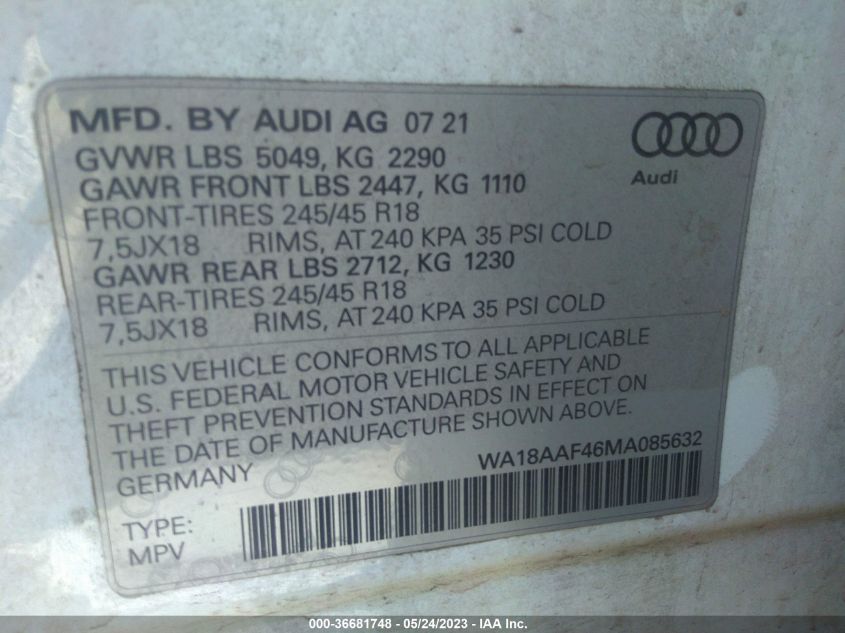 MFD. BY AUDI AG 07 21
GVWR LBS 5049, KG 2290
GAWR FRONT LBS 2447, KG 1110
FRONT-TIRES 245/45 R18
7,5JX18 RIMS, AT 240 KPA 35 PSI COLD
GAWR REAR LBS 2712, KG 1230
REAR-TIRES 245/45 R18
7,5JX18 RIMS, AT 240 KPA 35 PSI COLD
Audi
THIS VEHICLE CONFORMS TO ALL APPLICABLE
U.S. FEDERAL MOTOR VEHICLE SAFETY AND
THEFT PREVENTION STANDARDS IN EFFECT ON
THE DATE OF MANUFACTURE SHOWN ABOVE.
GERMANY WA18AAF46MA085632
TYPE:
MPV
000-36681748 - 05/24/2023 - IAA Inc.